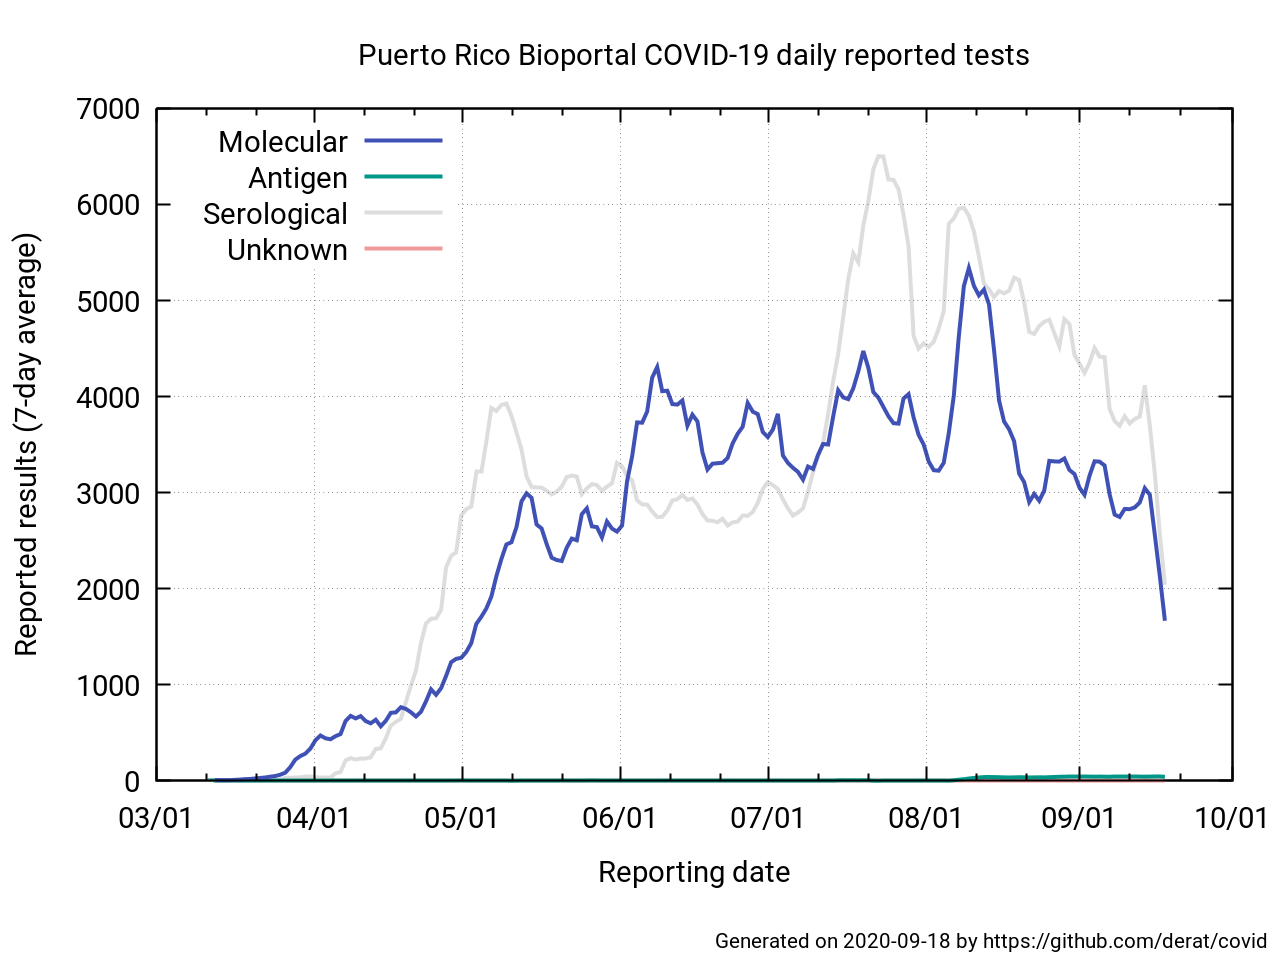 Puerto Rico Bioportal COVID-19 daily reported tests
7000
6000
5000
4000
3000
2000
1000
0
Reported results (7-day average)
Molecular
Antigen
Serological
Unknown
03/01 04/01 05/01 06/01 07/01 08/01 09/01 10/01
Reporting date
Generated on 2020-09-18 by https://github.com/derat/covid